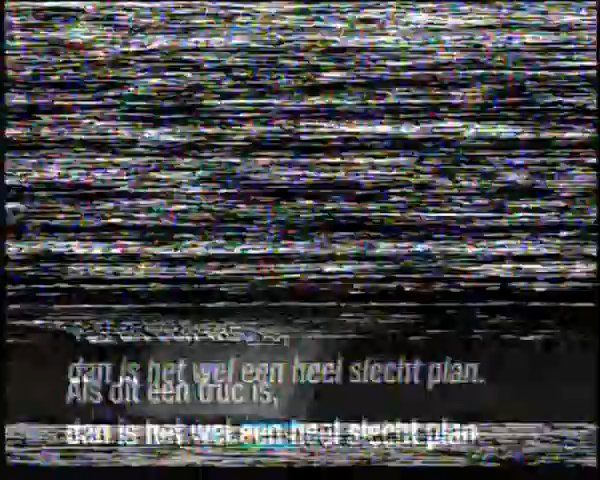 dan is het wel een heel slecht plan.
Als dit een truc is,
dan is het wel een heel slecht plan.